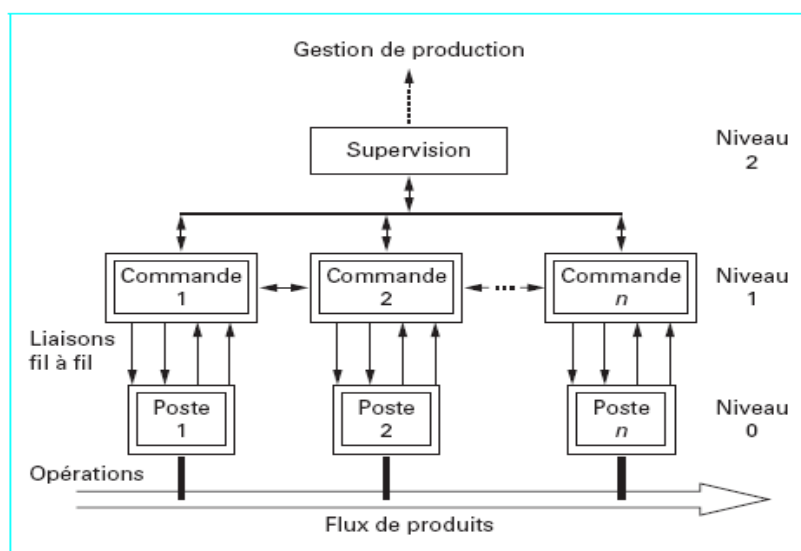 Gestion de production
Supervision
Niveau
2
Commande
1
Commande
2
Commande
n
Niveau
1
Liaisons
fil à fil
Poste
1
Poste
2
Poste
n
Niveau
0
Opérations
Flux de produits